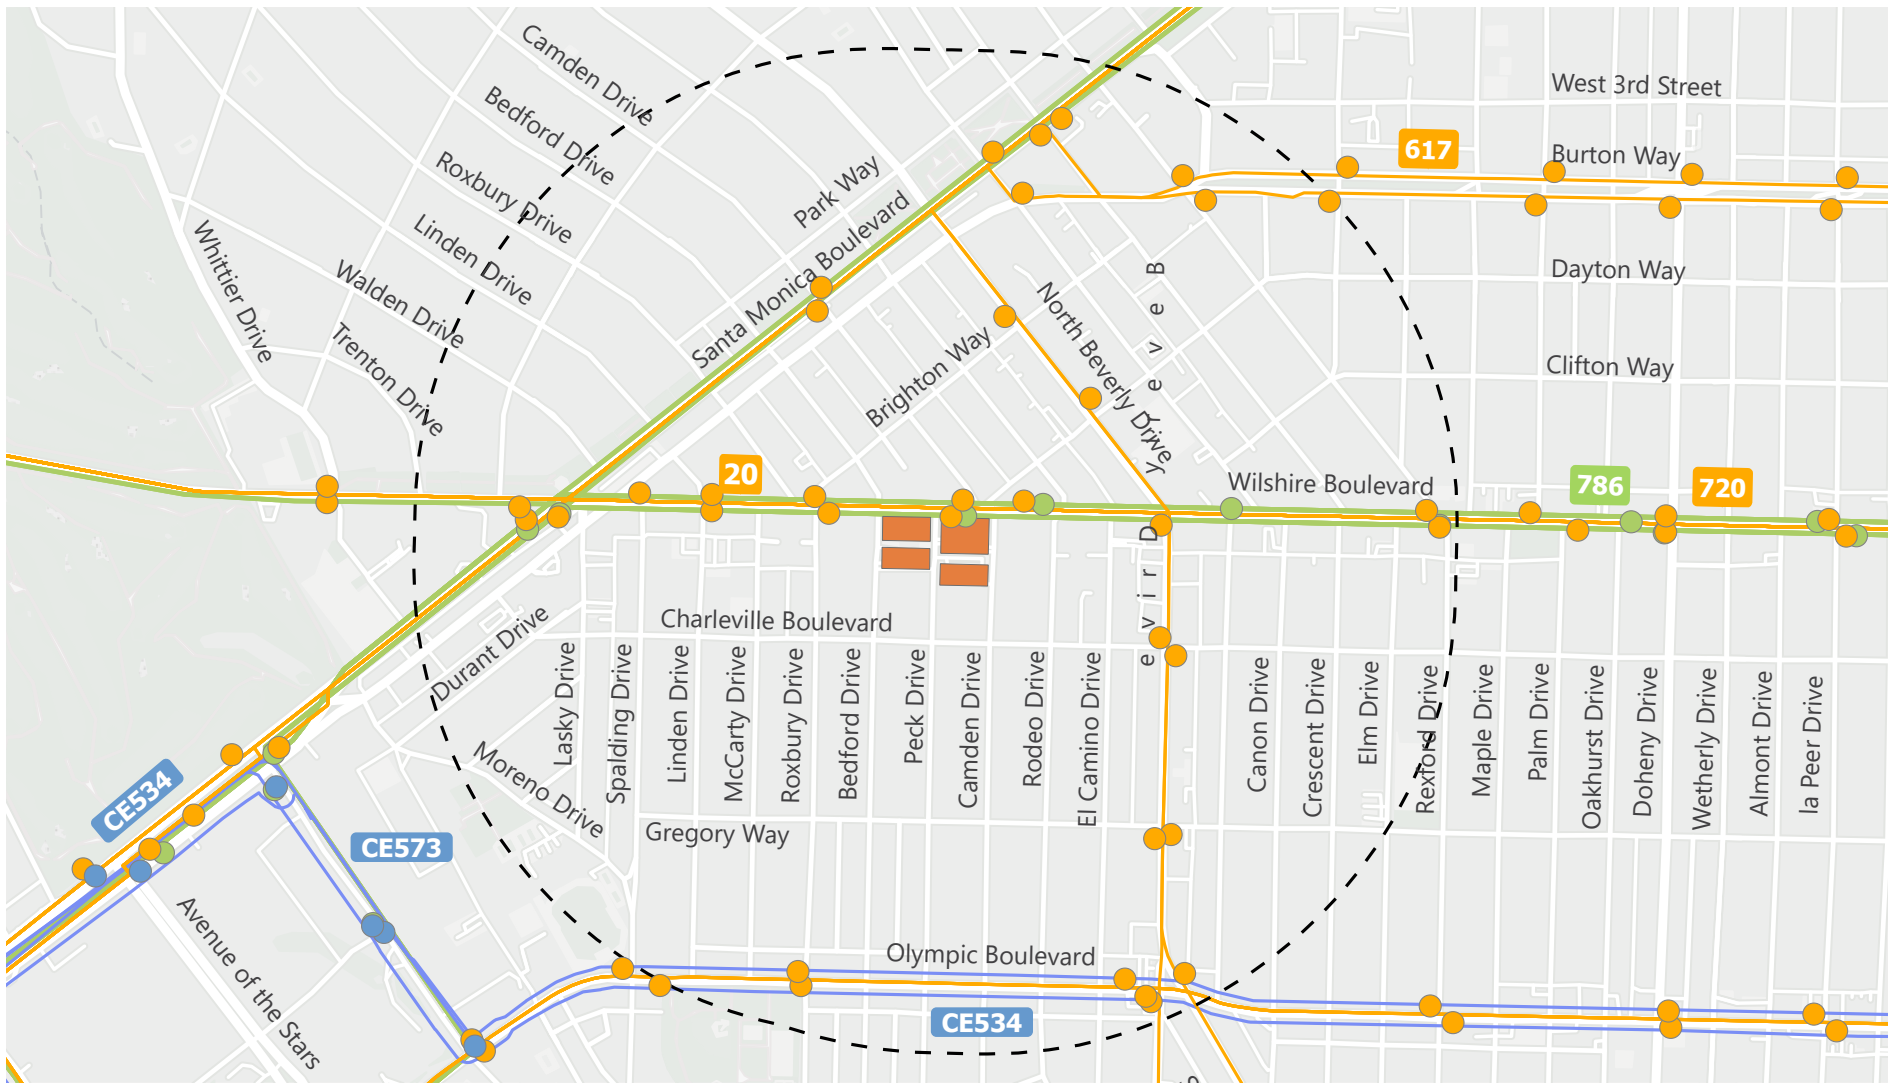 Camden Drive
Bedford Drive
Roxbury Drive
Linden Drive
Walden Drive
Trenton Drive
Whittier Drive
Park Way
Santa Monica Boulevard
Brighton Way
North Beverly Drive
Beverly Drive
West 3rd Street
617
Burton Way
Dayton Way
Clifton Way
20
Wilshire Boulevard
786
720
Charleville Boulevard
Durant Drive
Moreno Drive
Lasky Drive
Spalding Drive
Linden Drive
McCarty Drive
Roxbury Drive
Bedford Drive
Peck Drive
Camden Drive
Rodeo Drive
El Camino Drive
Canon Drive
Crescent Drive
Elm Drive
Rexford Drive
Maple Drive
Palm Drive
Oakhurst Drive
Doheny Drive
Wetherly Drive
Almont Drive
la Peer Drive
CE534
CE573
Gregory Way
Avenue of the Stars
Olympic Boulevard
CE534